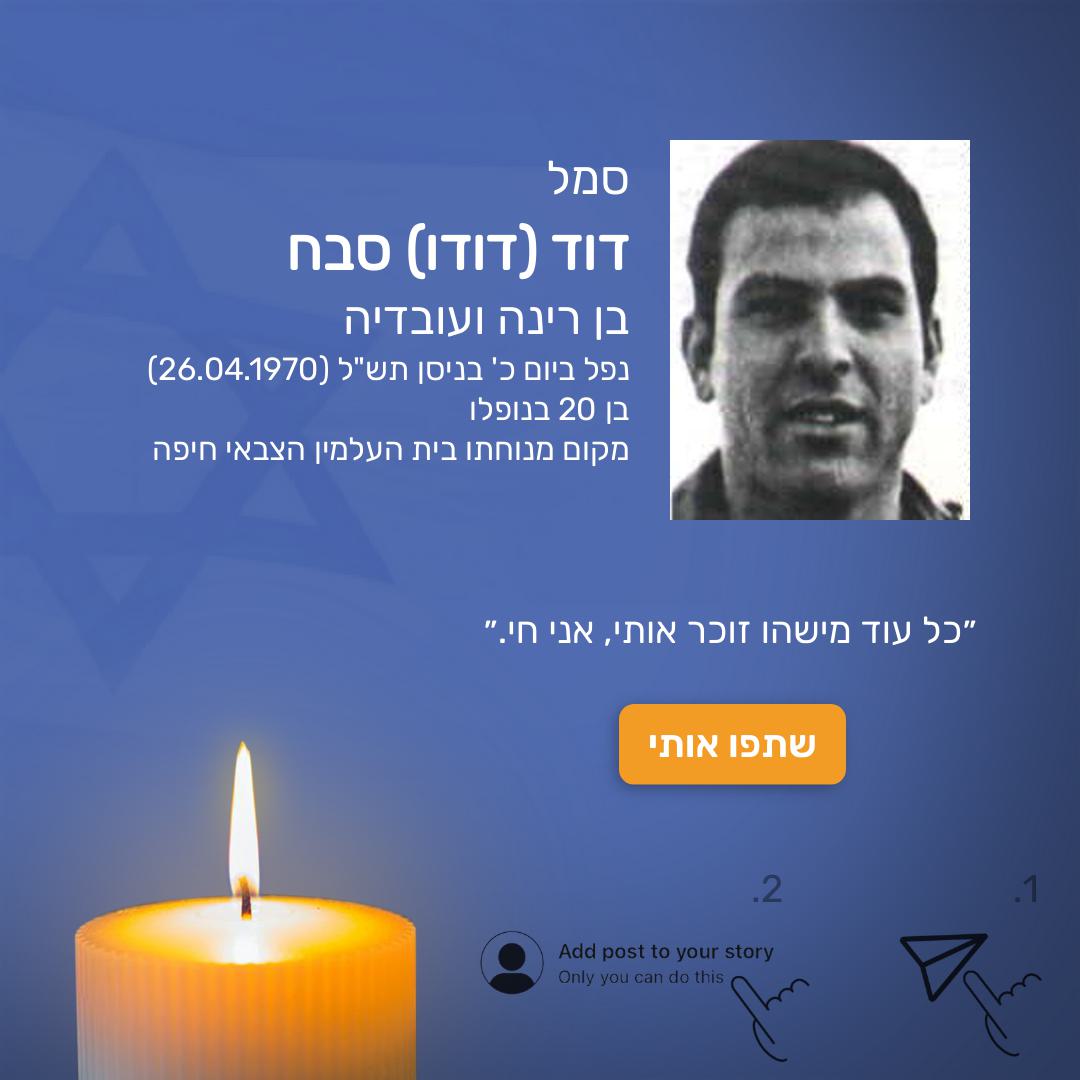 סמל
דוד (דודו) סבח
בן רינה ועובדיה
נפל ביום כ' בניסן תש"ל (26.04.1970)
בן 20 בנופלו
מקום מנוחתו בית העלמין הצבאי חיפה
״כל עוד מישהו זוכר אותי, אני חי.״
שתפו אותי
.1
.2
Add post to your story
Only you can do this